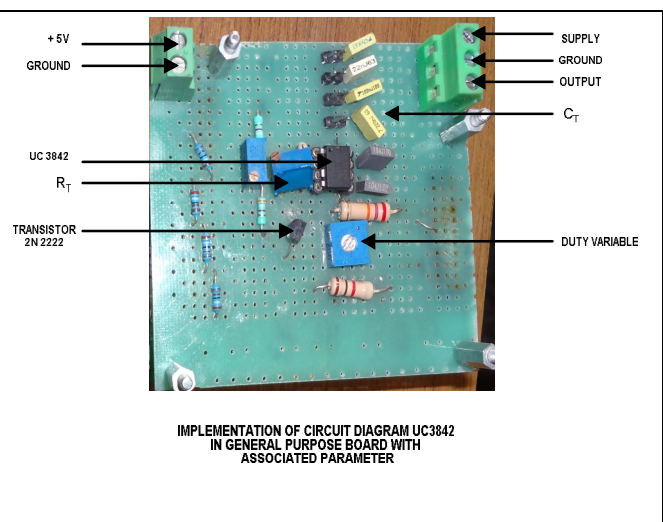 + 5V
GROUND
UC 3842
RT
TRANSISTOR
2N 2222
SUPPLY
GROUND
OUTPUT
CT
DUTY VARIABLE
IMPLEMENTATION OF CIRCUIT DIAGRAM UC3842
IN GENERAL PURPOSE BOARD WITH
ASSOCIATED PARAMETER